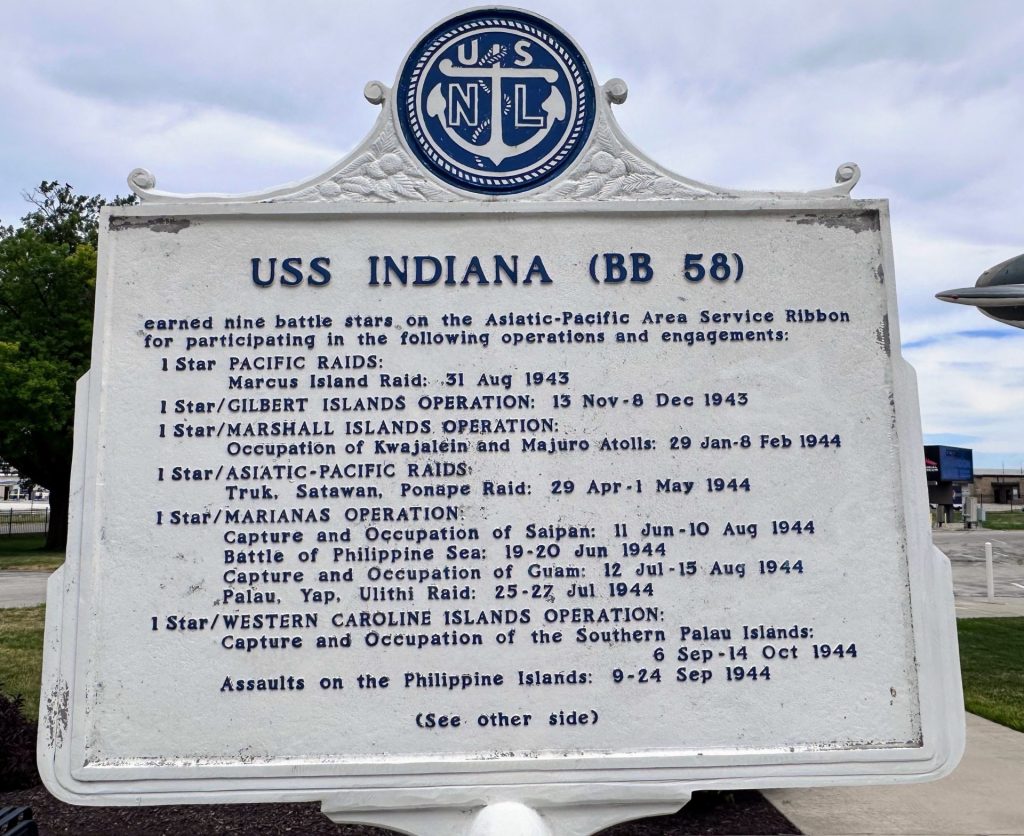 US
NL
USS INDIANA (BB 58)
earned nine battle stars on the Asiatic-Pacific Area Service Ribbon
for participating in the following operations and engagements:
1 Star PACIFIC RAIDS:
Marcus Island Raid: 31 Aug 1943
1 Star/GILBERT ISLANDS OPERATION: 13 Nov-8 Dec 1943
1 Star/MARSHALL ISLANDS OPERATION:
Occupation of Kwajalein and Majuro Atolls: 29 Jan-8 Feb 1944
1 Star/ASIATIC-PACIFIC RAIDS:
Truk, Satawan, Ponape Raid: 29 Apr-1 May 1944
1 Star/MARIANAS OPERATION:
Capture and Occupation of Saipan: 11 Jun-10 Aug 1944
Battle of Philippine Sea: 19-20 Jun 1944
Capture and Occupation of Guam: 12 Jul-15 Aug 1944
Palau, Yap, Ulithi Raid: 25-27 Jul 1944
1 Star/WESTERN CAROLINE ISLANDS OPERATION:
Capture and Occupation of the Southern Palau Islands:
6 Sep-14 Oct 1944
Assaults on the Philippine Islands: 9-24 Sep 1944
(See other side)